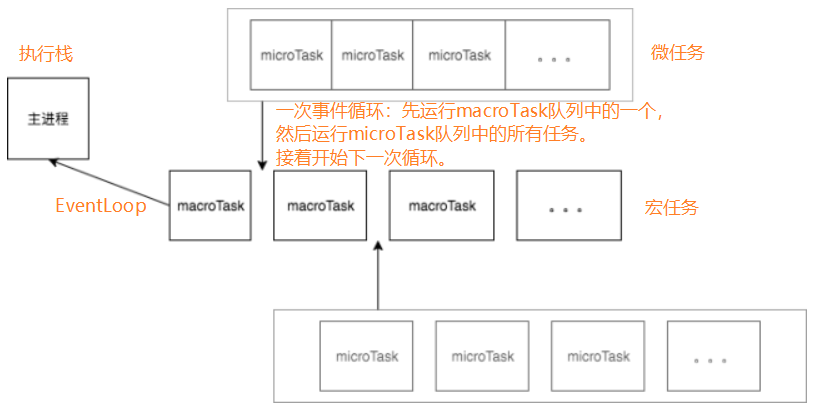 microTask microTask microTask 。。。
微任务
执行栈
主进程
一次事件循环：先运行macroTask队列中的一个，
然后运行microTask队列中的所有任务。
接着开始下一次循环。
EventLoop
macroTask macroTask macroTask 。。。
宏任务
microTask microTask microTask 。。。